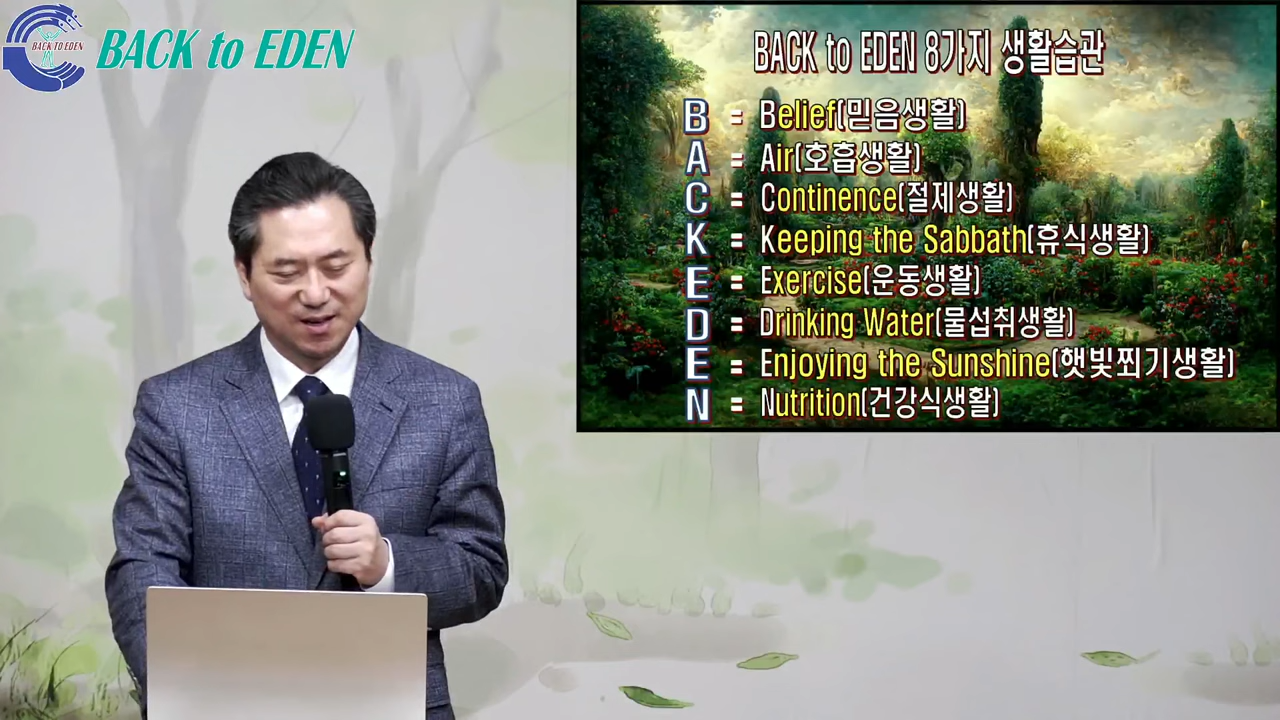 BACK TO EDEN
BACK to EDEN
BACK to EDEN 8가지 생활습관
B = Belief(믿음생활)
A = Air(호흡생활)
C = Continence(절제생활)
K = Keeping the Sabbath(휴식생활)
E = Exercise(운동생활)
D = Drinking Water(물섭취생활)
E = Enjoying the Sunshine(햇빛쬐기생활)
N = Nutrition(건강식생활)